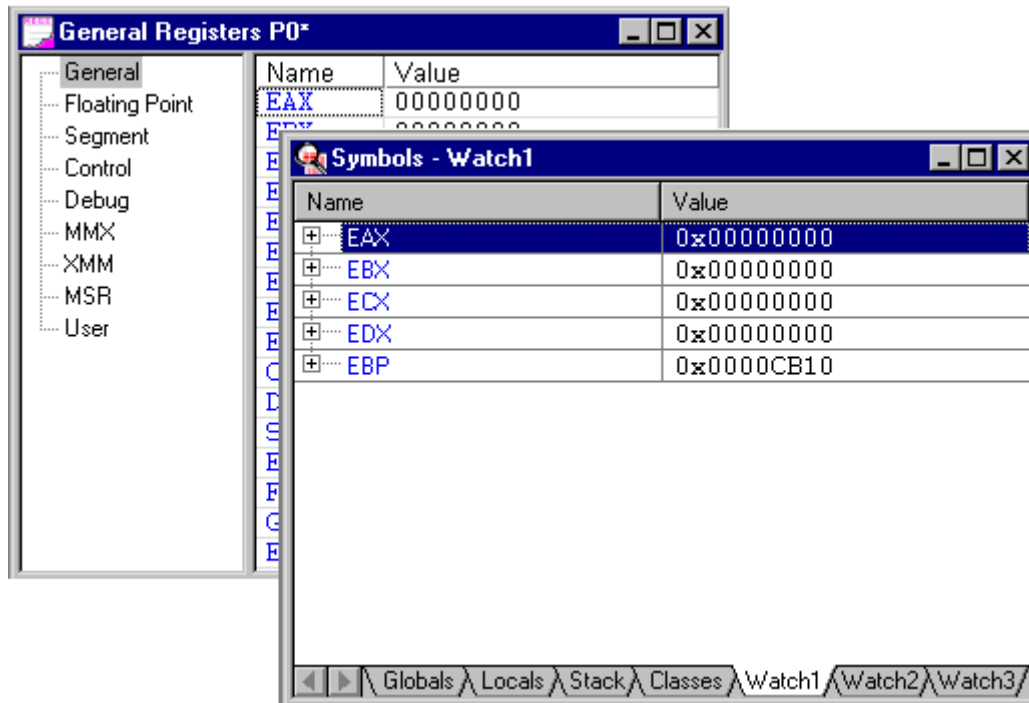 General Registers P0*
General
Floating Point
Segment
Control
Debug
MMX
XMM
MSR
User
Name Value
EAX 00000000
Symbols - Watch1
Name Value
EAX 0x00000000
EBX 0x00000000
ECX 0x00000000
EDX 0x00000000
EBP 0x0000CB10
Globals Locals Stack Classes Watch1 Watch2 Watch3